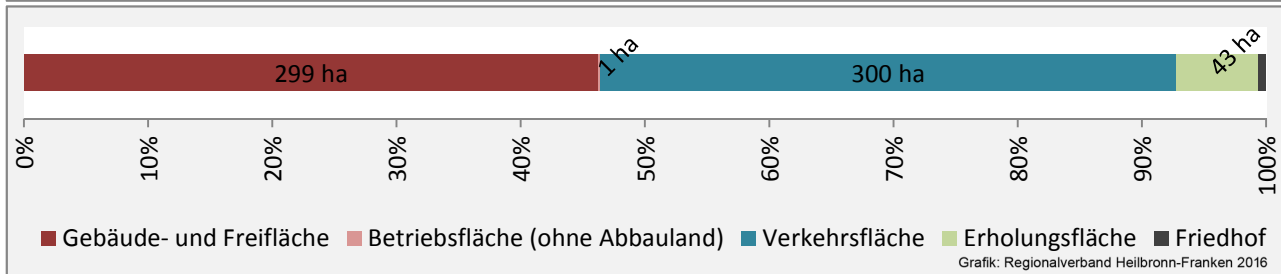 299 ha 1 ha 300 ha 43 ha
0% 10% 20% 30% 40% 50% 60% 70% 80% 90% 100%
Gebäude- und Freifläche Betriebsfläche (ohne Abbauland) Verkehrsfläche Erholungsfläche Friedhof
Grafik: Regionalverband Heilbronn-Franken 2016